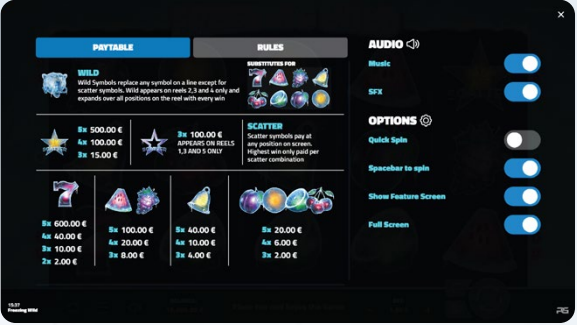 ×
PAYTABLE
RULES
WILD
Wild Symbols replace any symbol on a line except for
scatter symbols. Wild appears on reels 2,3 and 4 only and
expands over all positions on the reel with every win
SUBSTITUTES FOR
5x 500.00 €
4x 100.00 €
3x 15.00 €
3x 100.00 €
APPEARS ON REELS
1,3 AND 5 ONLY
SCATTER
Scatter symbols pay at
any position on screen.
Highest win only paid per
scatter combination
5x 600.00 €
4x 40.00 €
3x 10.00 €
2x 2.00 €
5x 100.00 €
4x 20.00 €
3x 8.00 €
5x 40.00 €
4x 10.00 €
3x 4.00 €
5x 20.00 €
4x 6.00 €
3x 2.00 €
AUDIO
Music
SFX
OPTIONS
Quick Spin
Spacebar to spin
Show Feature Screen
Full Screen
15:37
Freezing Wild